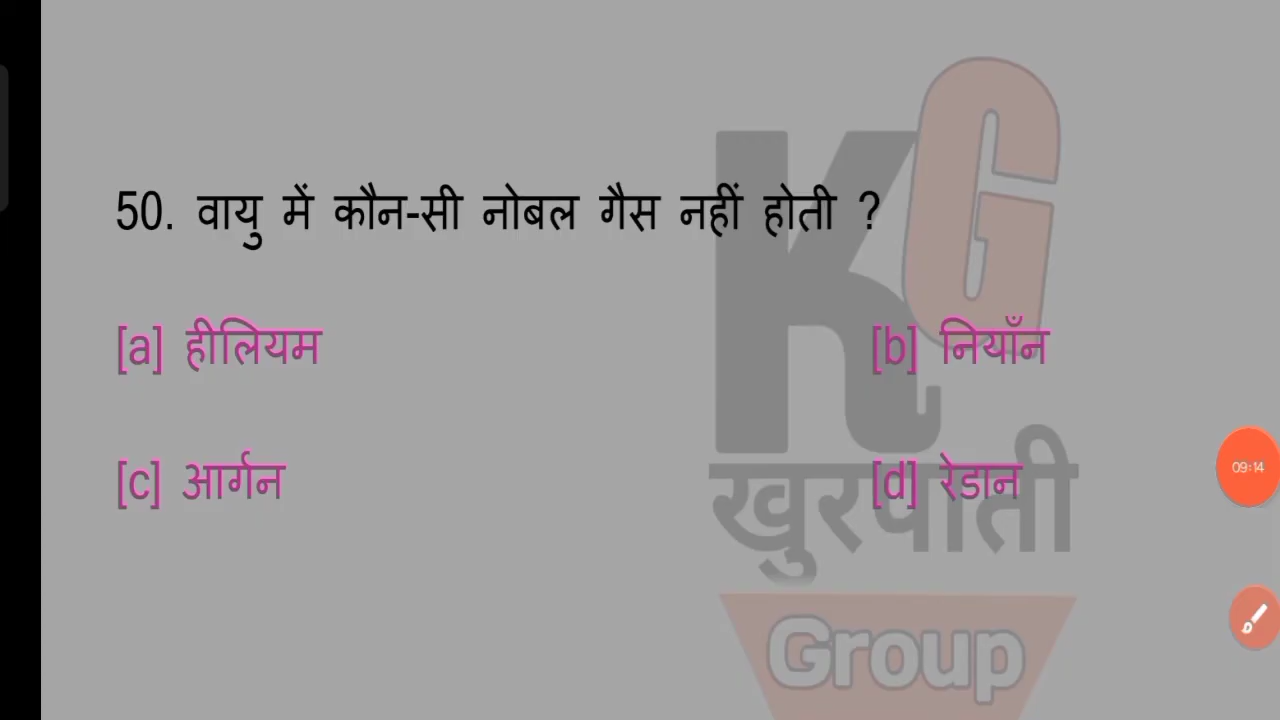 50. वायु में कौन-सी नोबल गैस नहीं होती ?
[a] हीलियम
[b] नियाँन
[c] आर्गन
[d] रेडान
KG
खुरपाती
Group
09:14